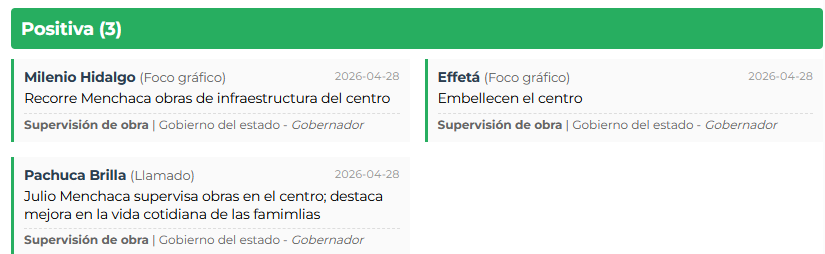 Positiva (3)
Milenio Hidalgo (Foco gráfico) 2026-04-28
Recorre Menchaca obras de infraestructura del centro
Supervisión de obra | Gobierno del estado - Gobernador
Effetá (Foco gráfico) 2026-04-28
Embellecen el centro
Supervisión de obra | Gobierno del estado - Gobernador
Pachuca Brilla (Llamado) 2026-04-28
Julio Menchaca supervisa obras en el centro; destaca
mejora en la vida cotidiana de las famimlias
Supervisión de obra | Gobierno del estado - Gobernador